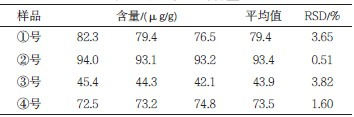 样品 含量/(μg/g) 平均值 RSD/%
①号 82.3 79.4 76.5 79.4 3.65
②号 94.0 93.1 93.2 93.4 0.51
③号 45.4 44.3 42.1 43.9 3.82
④号 72.5 73.2 74.8 73.5 1.60